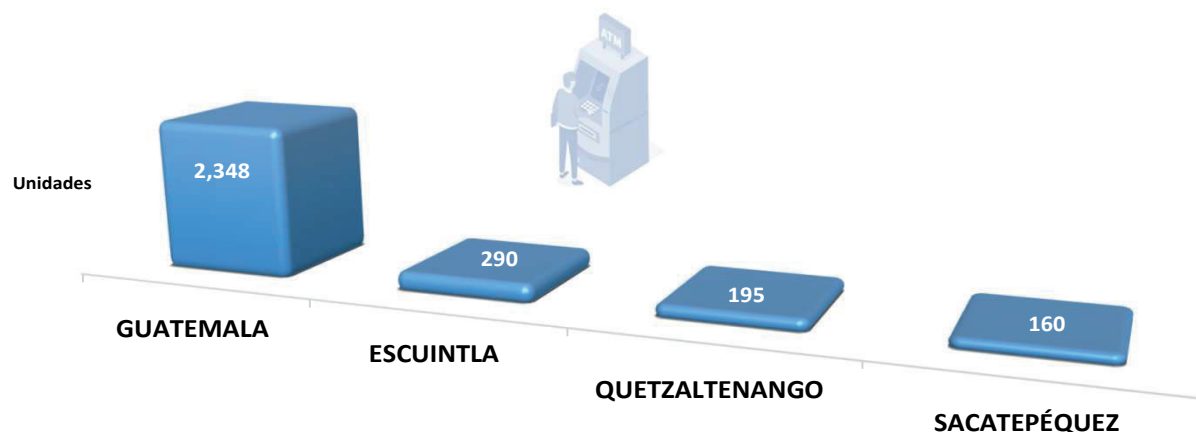 ATM
2,348
Unidades
290
195
160
GUATEMALA
ESCUINTLA
QUETZALTENANGO
SACATEPÉQUEZ